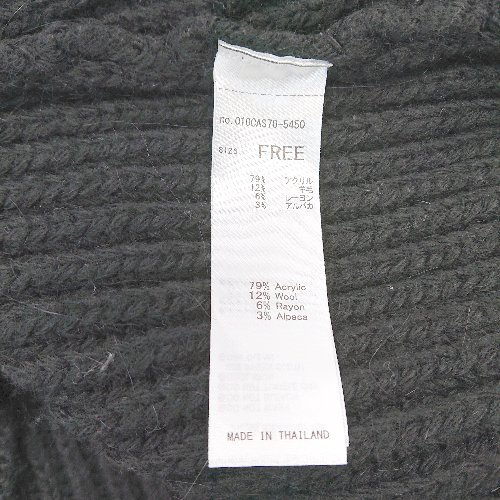 no.010CAS70-5450
size FREE
79% アクリル
12% 羊毛
6% レーヨン
3% アルパカ
79% Acrylic
12% Wool
6% Rayon
3% Alpaca
MADE IN THAILAND